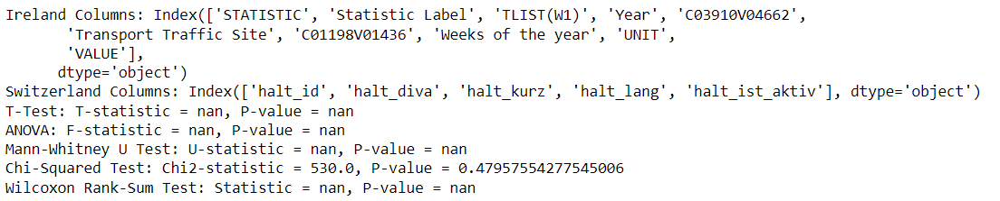 Ireland Columns: Index(['STATISTIC', 'Statistic Label', 'TLIST(W1)', 'Year', 'C03910V04662',
       'Transport Traffic Site', 'C01198V01436', 'Weeks of the year', 'UNIT',
       'VALUE'],
      dtype='object')
Switzerland Columns: Index(['halt_id', 'halt_diva', 'halt_kurz', 'halt_lang', 'halt_ist_aktiv'], dtype='object')
T-Test: T-statistic = nan, P-value = nan
ANOVA: F-statistic = nan, P-value = nan
Mann-Whitney U Test: U-statistic = nan, P-value = nan
Chi-Squared Test: Chi2-statistic = 530.0, P-value = 0.47957554277545006
Wilcoxon Rank-Sum Test: Statistic = nan, P-value = nan